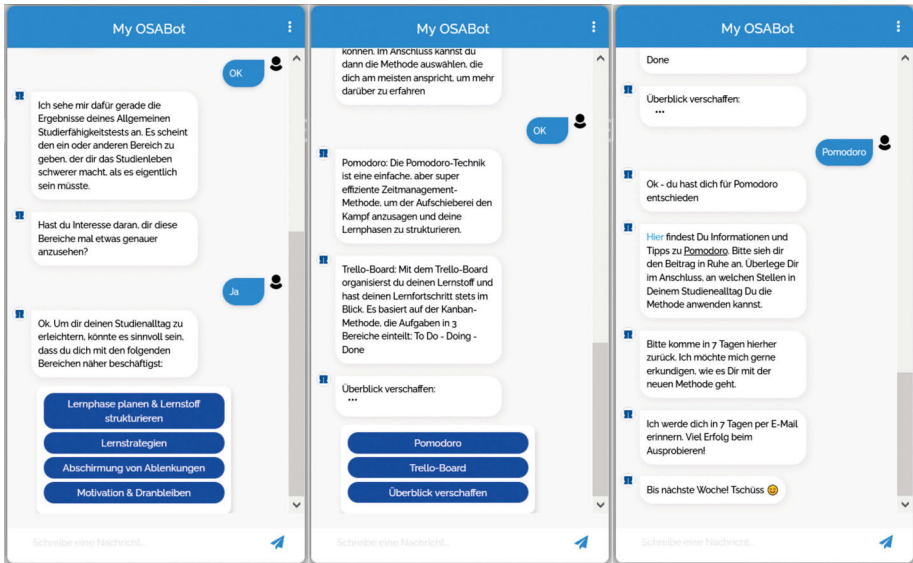 My OSABot
OK
Ich sehe mir dafür gerade die
Ergebnisse deines Allgemeinen
Studierfähigkeitstests an. Es scheint
den ein oder anderen Bereich zu
geben, der dir das Studienleben
schwerer macht, als es eigentlich
sein müsste.
Hast du Interesse daran, dir diese
Bereiche mal etwas genauer
anzusehen?
Ja
Ok. Um dir deinen Studienalltag zu
erleichtern, könnte es sinnvoll sein,
dass du dich mit den folgenden
Bereichen näher beschäftigst:
Lernphase planen & Lernstoff
strukturieren
Lernstrategien
Abschirmung von Ablenkungen
Motivation & Dranbleiben
Schreibe eine Nachricht...
My OSABot
können. Im Anschluss kannst du
dann die Methode auswählen, die
dich am meisten anspricht, um mehr
darüber zu erfahren
OK
Pomodoro: Die Pomodoro-Technik
ist eine einfache, aber super
effiziente Zeitmanagement-
Methode, um der Aufschieberei den
Kampf anzusagen und deine
Lernphasen zu strukturieren.
Trello-Board: Mit dem Trello-Board
organisierst du deinen Lernstoff und
hast deinen Lernfortschritt stets im
Blick. Es basiert auf der Kanban-
Methode, die Aufgaben in 3
Bereiche einteilt: To Do - Doing -
Done
Überblick verschaffen:
...
Pomodoro
Trello-Board
Überblick verschaffen
Schreibe eine Nachricht...
My OSABot
Done
Überblick verschaffen:
...
Pomodoro
Ok - du hast dich für Pomodoro
entschieden
Hier findest Du Informationen und
Tipps zu Pomodoro. Bitte sieh dir
den Beitrag in Ruhe an. Überlege Dir
im Anschluss, an welchen Stellen in
Deinem Studienealltag Du die
Methode anwenden kannst.
Bitte komme in 7 Tagen hierher
zurück. Ich möchte mich gerne
erkundigen, wie es Dir mit der
neuen Methode geht.
Ich werde dich in 7 Tagen per E-Mail
erinnern. Viel Erfolg beim
Ausprobieren!
Bis nächste Woche! Tschüss 😊
Schreibe eine Nachricht...